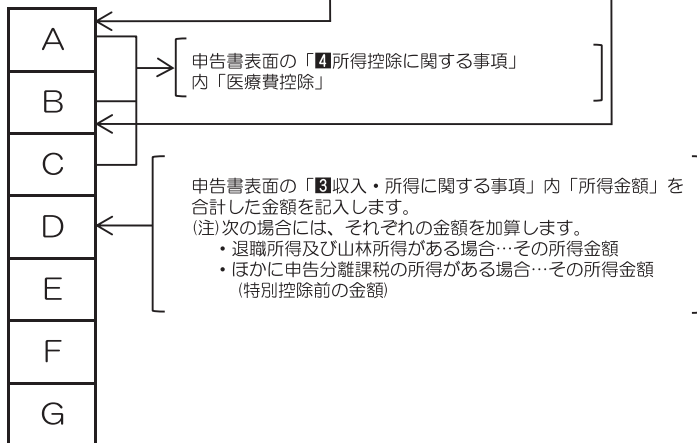 A
申告書表面の「4所得控除に関する事項」
内「医療費控除」
B
C
申告書表面の「3収入・所得に関する事項」内「所得金額」を
合計した金額を記入します。
D
(注)次の場合には、それぞれの金額を加算します。
・退職所得及び山林所得がある場合…その所得金額
・ほかに申告分離課税の所得がある場合…その所得金額
(特別控除前の金額)
E
F
G